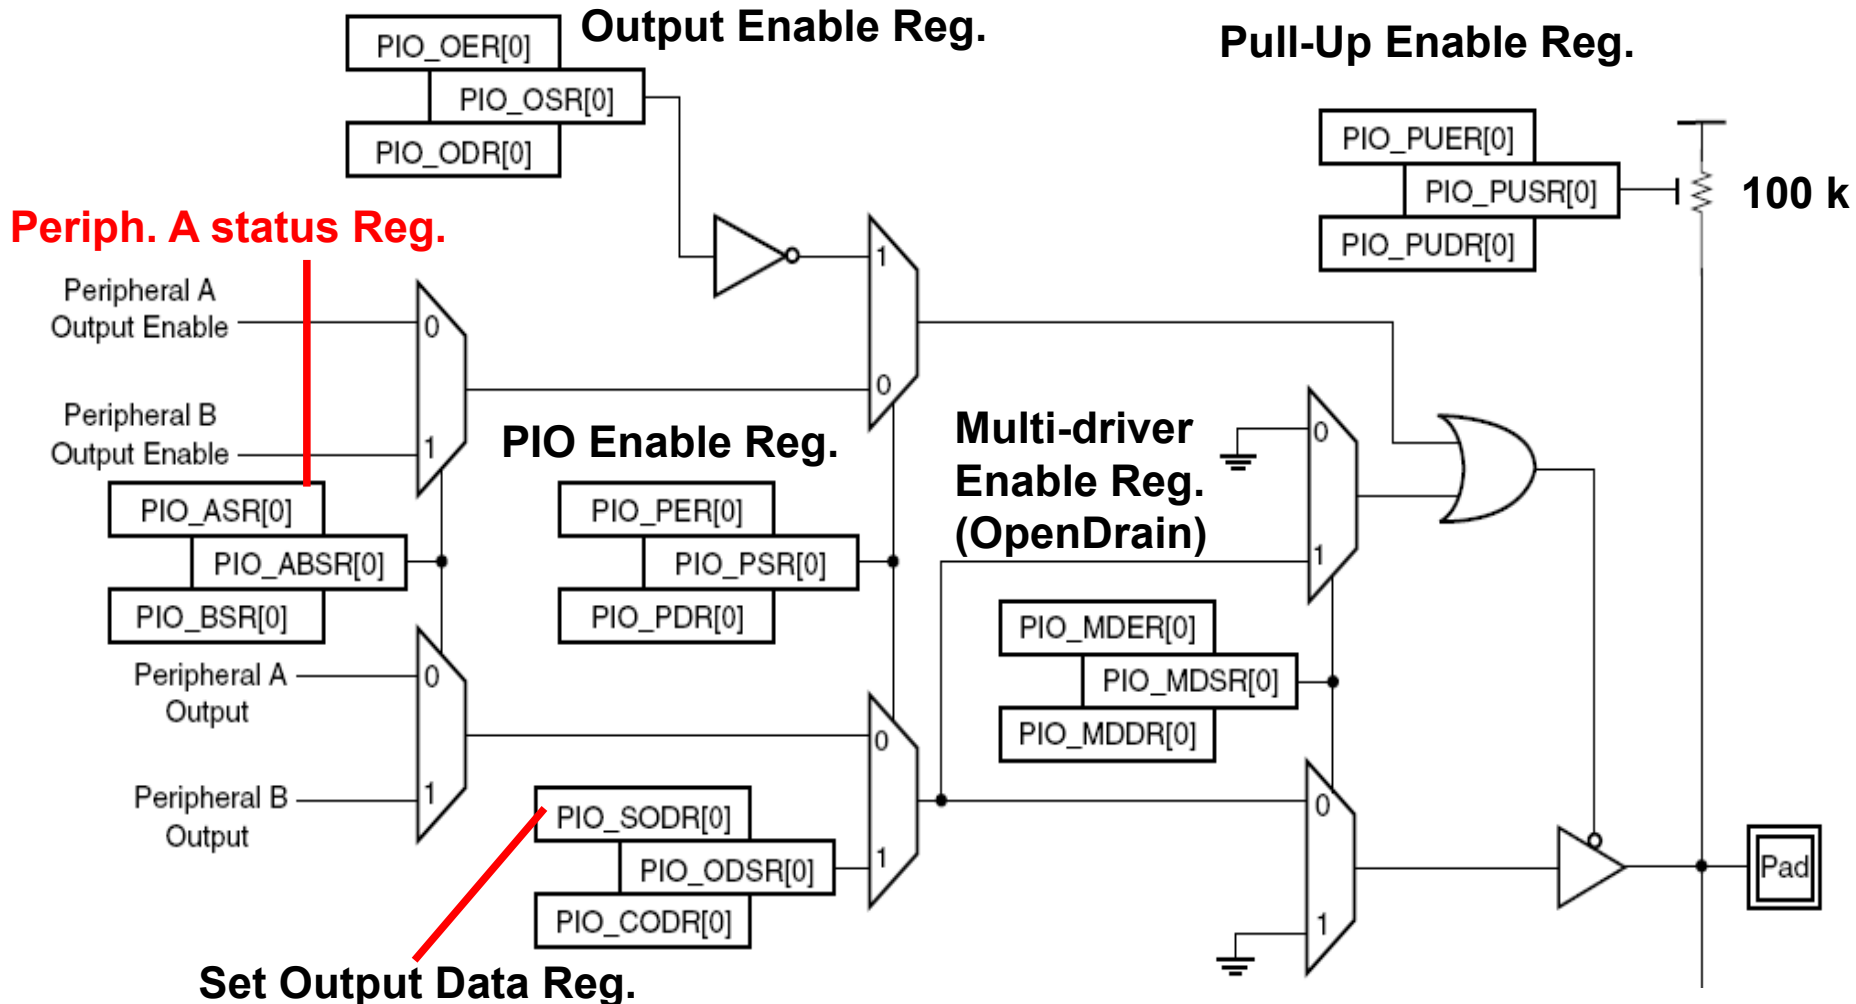 Output Enable Reg.
Pull-Up Enable Reg.
PIO_OER[0]
PIO_OSR[0]
PIO_ODR[0]
PIO_PUER[0]
PIO_PUSR[0]
PIO_PUDR[0]
100 k
Periph. A status Reg.
Peripheral A
Output Enable
0
1
1
0
Peripheral B
Output Enable
PIO Enable Reg.
Multi-driver
Enable Reg.
(OpenDrain)
0
1
PIO_ASR[0]
PIO_ABSR[0]
PIO_BSR[0]
PIO_PER[0]
PIO_PSR[0]
PIO_PDR[0]
PIO_MDER[0]
PIO_MDSR[0]
PIO_MDDR[0]
Peripheral A
Output
0
1
Peripheral B
Output
0
1
PIO_SODR[0]
PIO_ODSR[0]
PIO_CODR[0]
0
1
Pad
Set Output Data Reg.